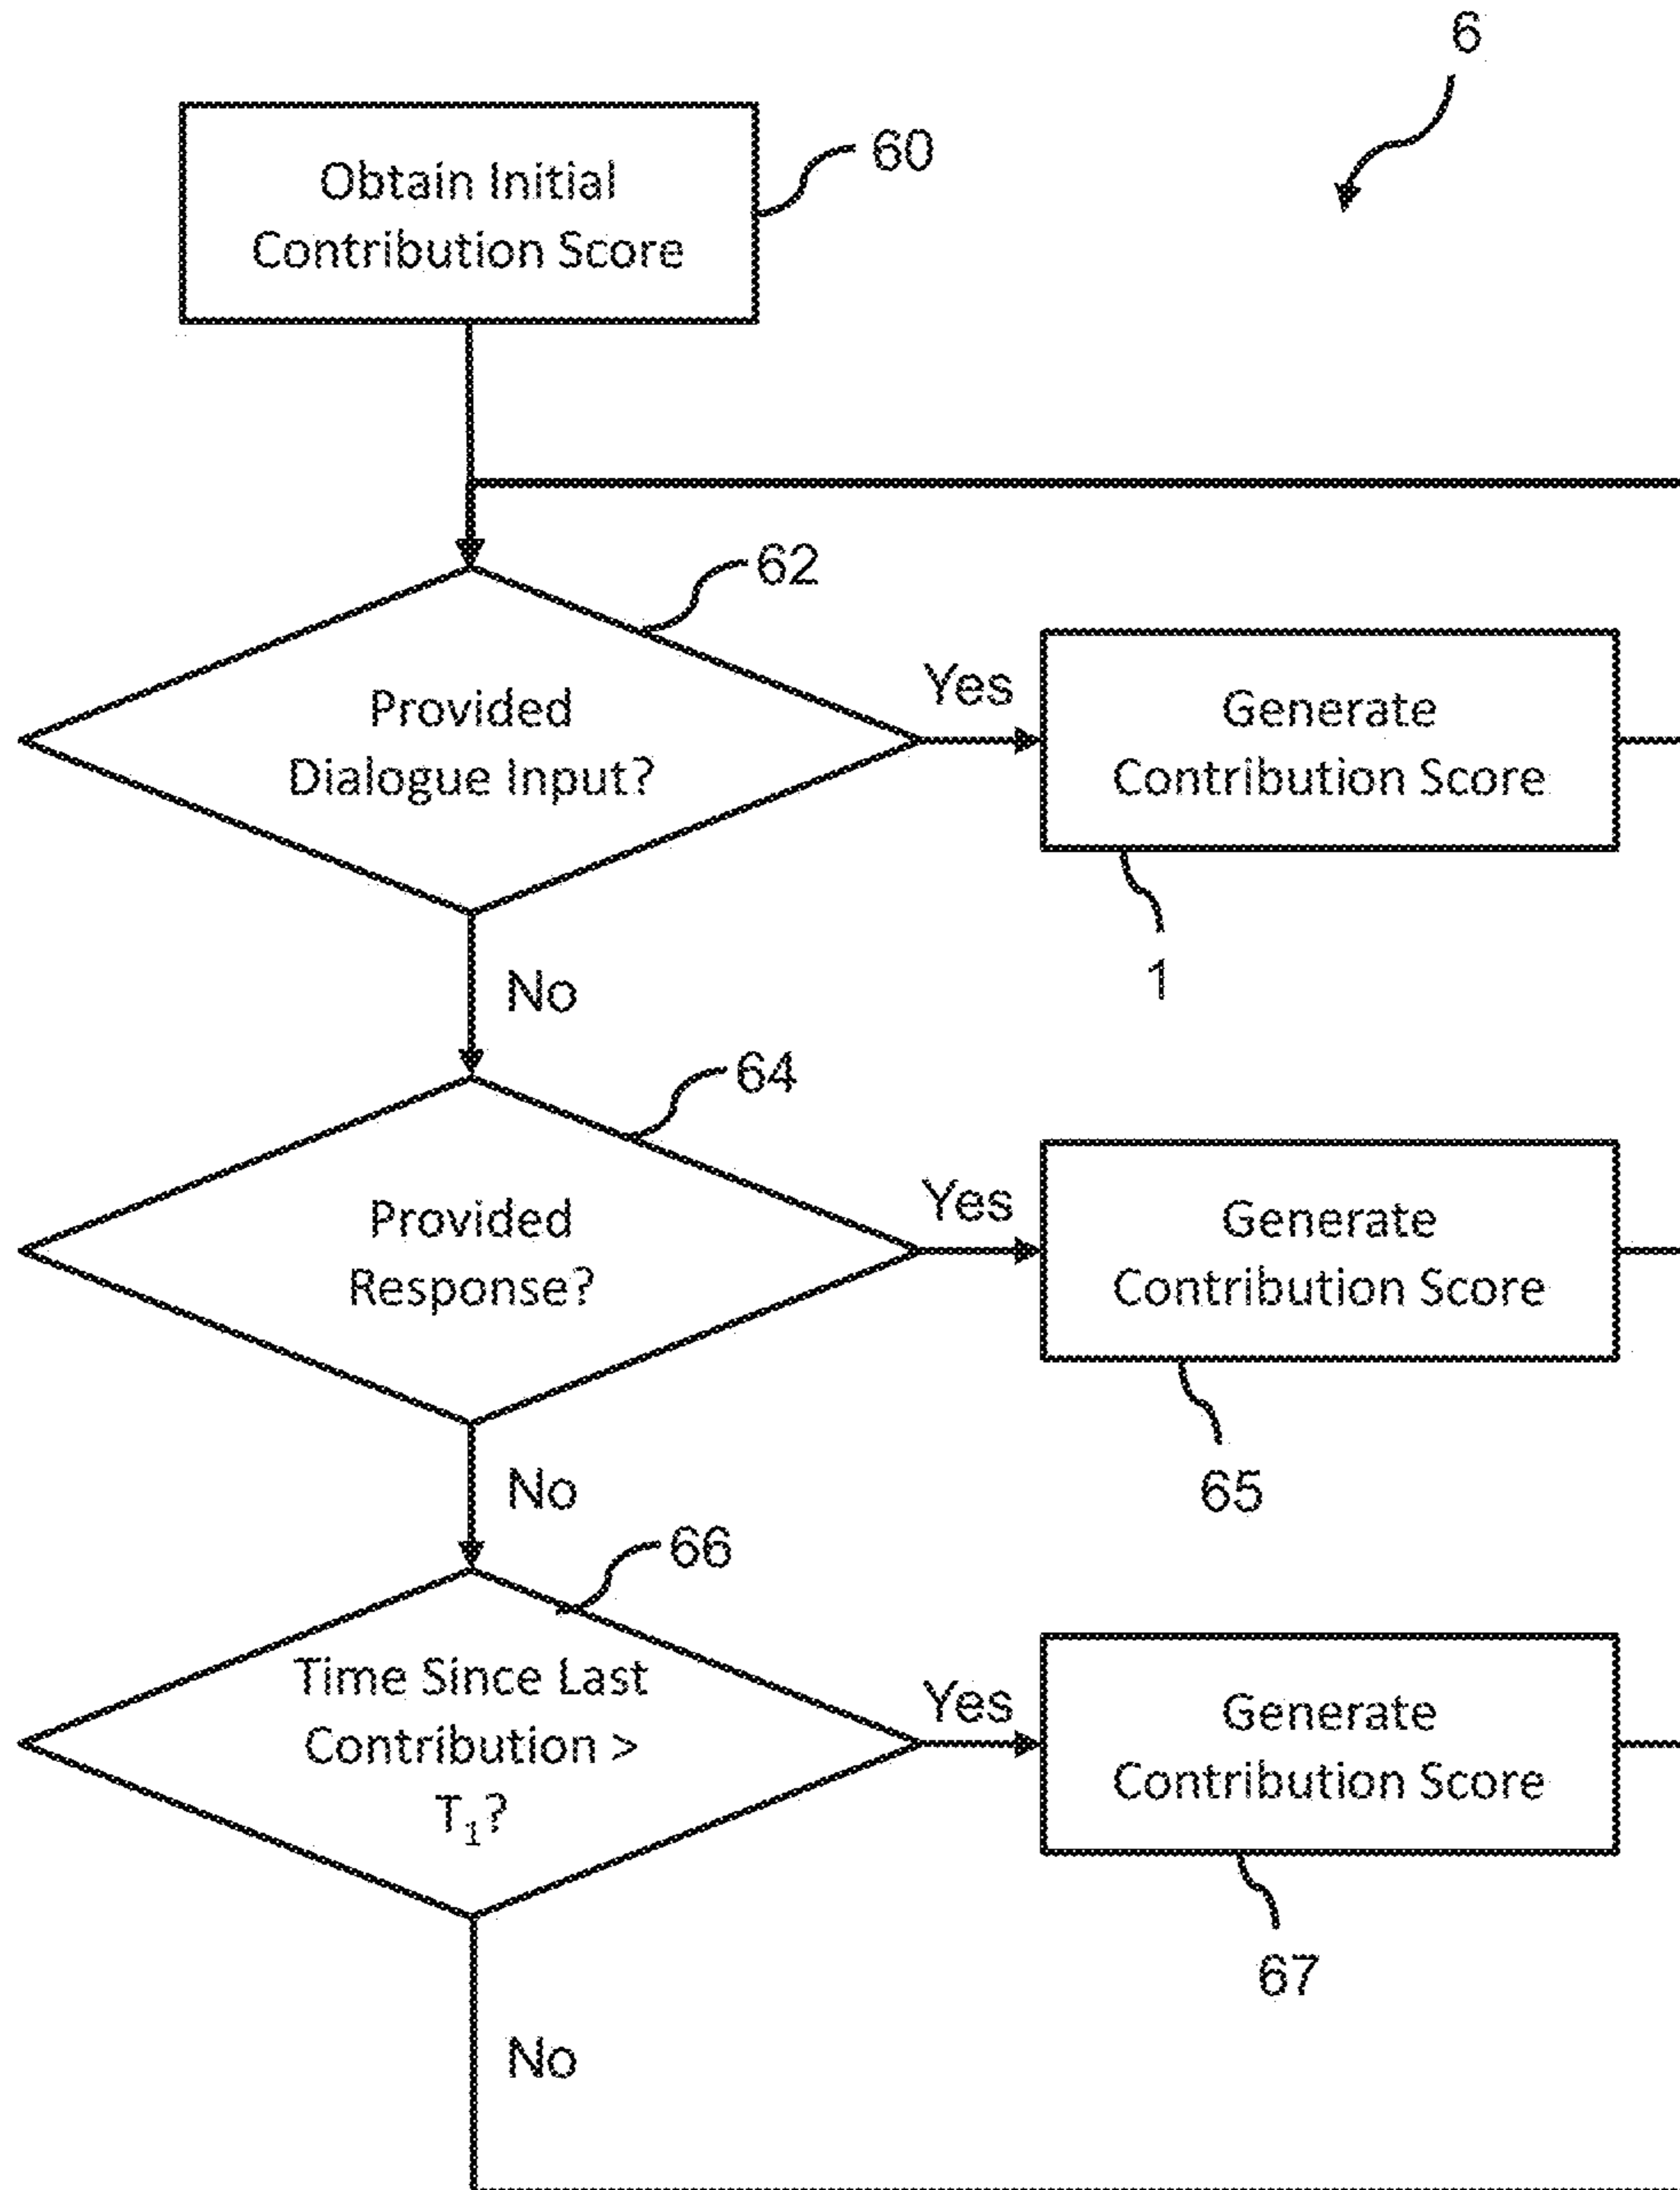 6
Obtain Initial
Contribution Score
60
62
Provided
Dialogue Input?
Yes
Generate
Contribution Score
1
No
64
Provided
Response?
Yes
Generate
Contribution Score
65
No
66
Time Since Last
Contribution >
T₁?
Yes
Generate
Contribution Score
67
No